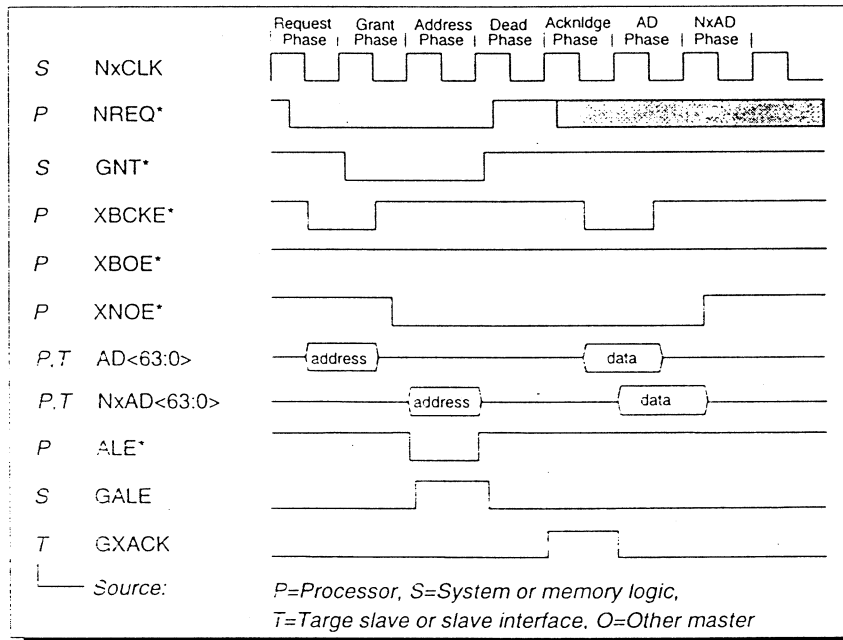 Request Grant Address Dead Acknldge AD NxAD
Phase | Phase | Phase | Phase | Phase | Phase | Phase |
S NxCLK
P NREQ*
S GNT*
P XBCKE*
P XBOE*
P XNOE*
P,T AD<63:0> address data
P,T NxAD<63:0> address data
P ALE*
S GALE
T GXACK
Source: P=Processor, S=System or memory logic,
T=Targe slave or slave interface, O=Other master